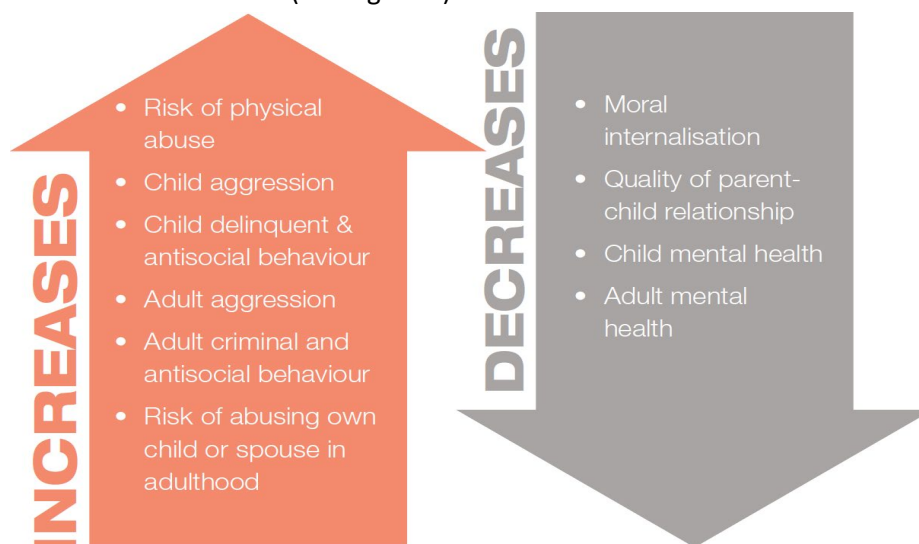 INCREASES
• Risk of physical
abuse
• Child aggression
• Child delinquent &
antisocial behaviour
• Adult aggression
• Adult criminal and
antisocial behaviour
• Risk of abusing own
child or spouse in
adulthood
DECREASES
• Moral
internalisation
• Quality of parent-
child relationship
• Child mental health
• Adult mental
health